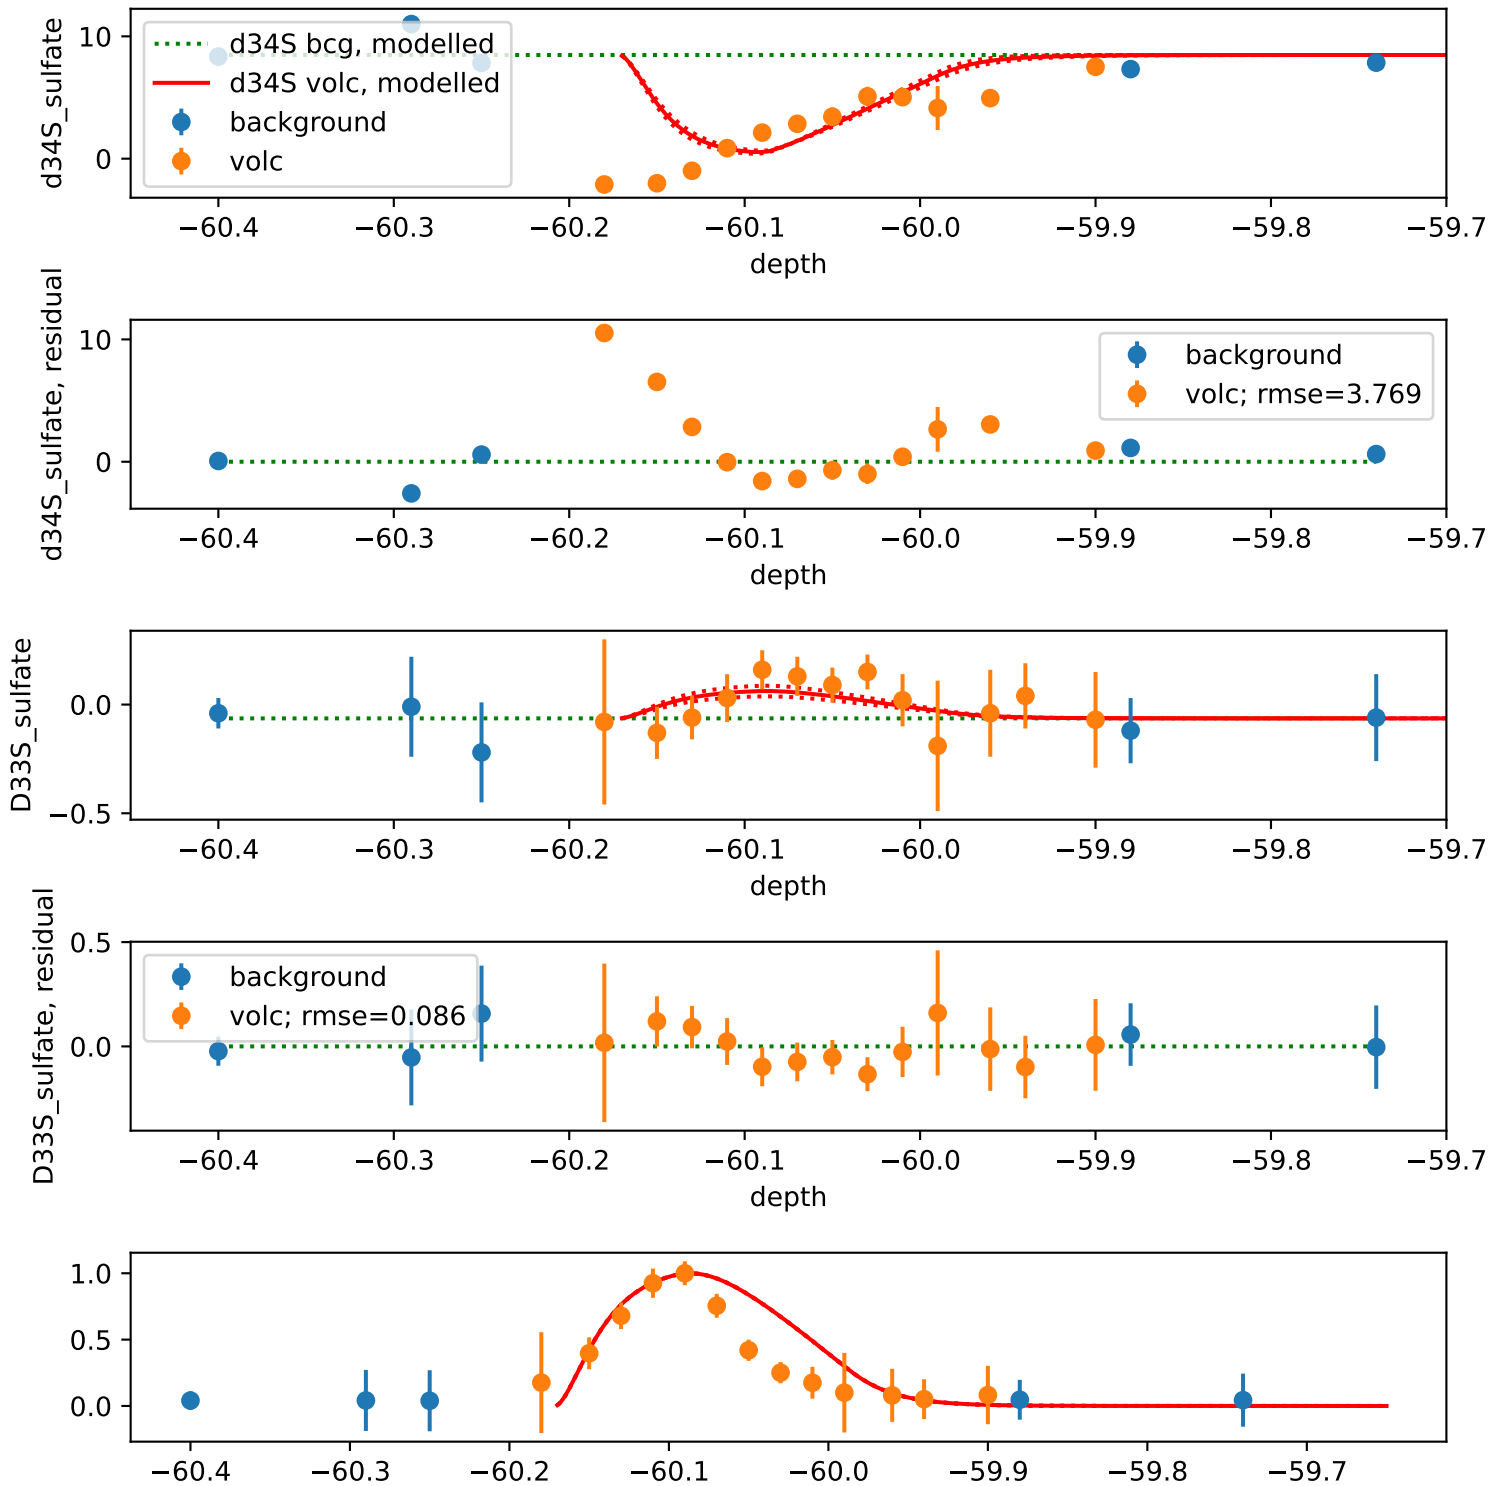 d34S_sulfate
10
0
d34S bcg, modelled
d34S volc, modelled
background
volc
−60.4 −60.3 −60.2 −60.1 −60.0 −59.9 −59.8 −59.7
depth
d34S_sulfate, residual
10
0
background
volc; rmse=3.769
−60.4 −60.3 −60.2 −60.1 −60.0 −59.9 −59.8 −59.7
depth
D33S_sulfate
0.0
−0.5
−60.4 −60.3 −60.2 −60.1 −60.0 −59.9 −59.8 −59.7
depth
D33S_sulfate, residual
0.5
0.0
background
volc; rmse=0.086
−60.4 −60.3 −60.2 −60.1 −60.0 −59.9 −59.8 −59.7
depth
1.0
0.5
0.0
−60.4 −60.3 −60.2 −60.1 −60.0 −59.9 −59.8 −59.7